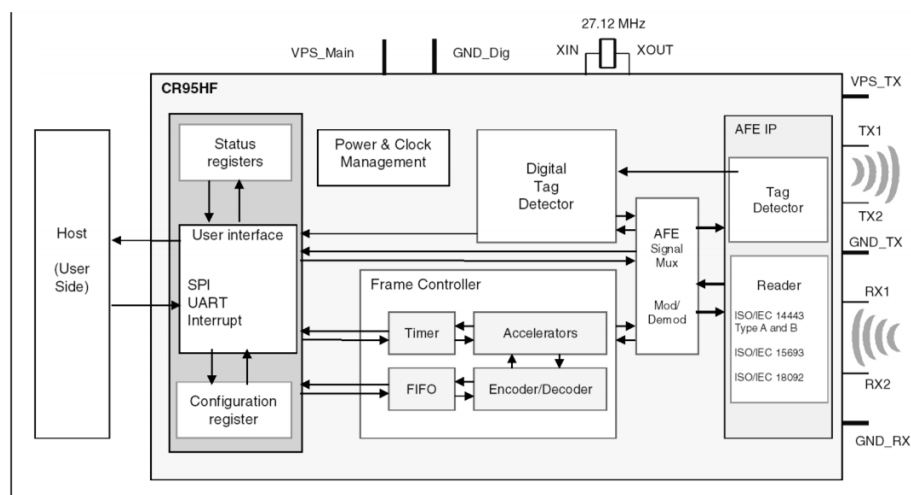 27.12 MHz
VPS_Main
GND_Dig
XIN
XOUT
CR95HF
VPS_TX
Status
registers
Power & Clock
Management
AFE IP
TX1
Digital
Tag
Detector
Tag
Detector
TX2
Host
(User
Side)
User interface
AFE
Signal
Mux
GND_TX
SPI
UART
Interrupt
Frame Controller
Mod/
Demod
Reader
ISO/IEC 14443
Type A and B
ISO/IEC 15693
ISO/IEC 18092
RX1
Timer
Accelerators
FIFO
Encoder/Decoder
RX2
Configuration
register
GND_RX